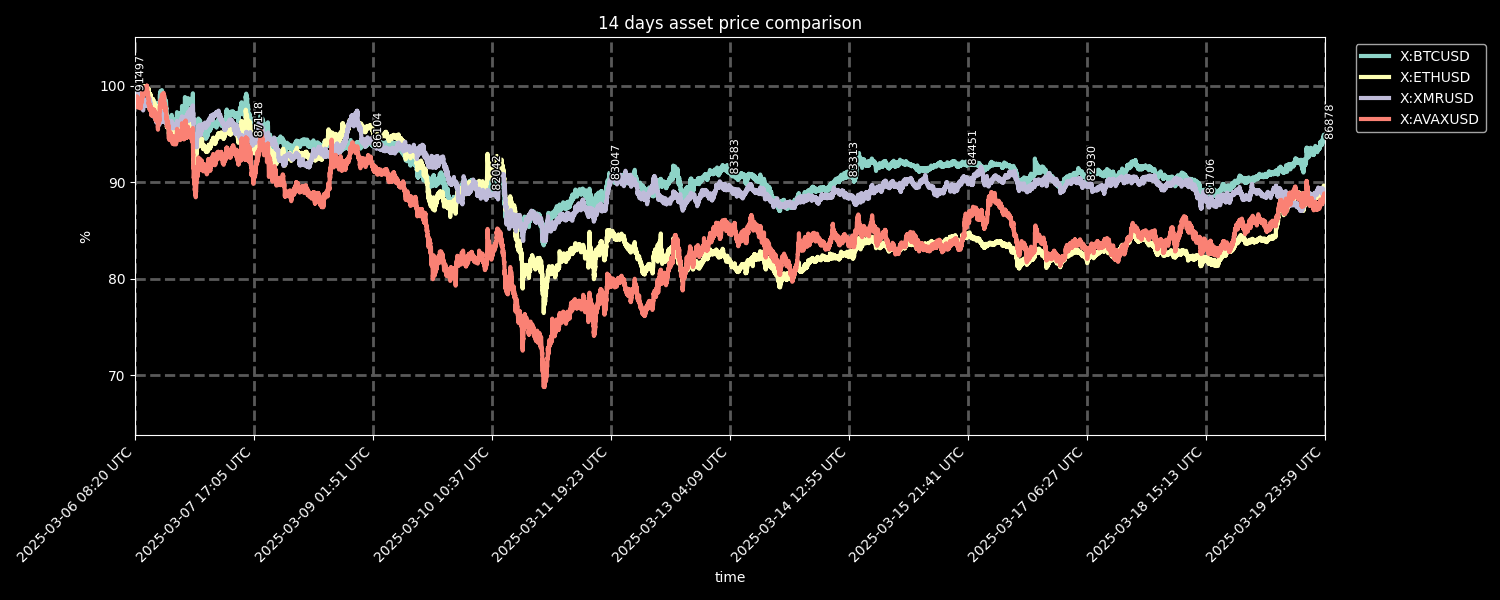 14 days asset price comparison
X:BTCUSD
X:ETHUSD
X:XMRUSD
X:AVAXUSD
100
90
80
70
%
91497
87118
86104
82042
83047
83583
83313
84451
82930
81706
86878
2025-03-06 08:20 UTC
2025-03-07 17:05 UTC
2025-03-09 01:51 UTC
2025-03-10 10:37 UTC
2025-03-11 19:23 UTC
2025-03-13 04:09 UTC
2025-03-14 12:55 UTC
2025-03-15 21:41 UTC
2025-03-17 06:27 UTC
2025-03-18 15:13 UTC
2025-03-19 23:59 UTC
time